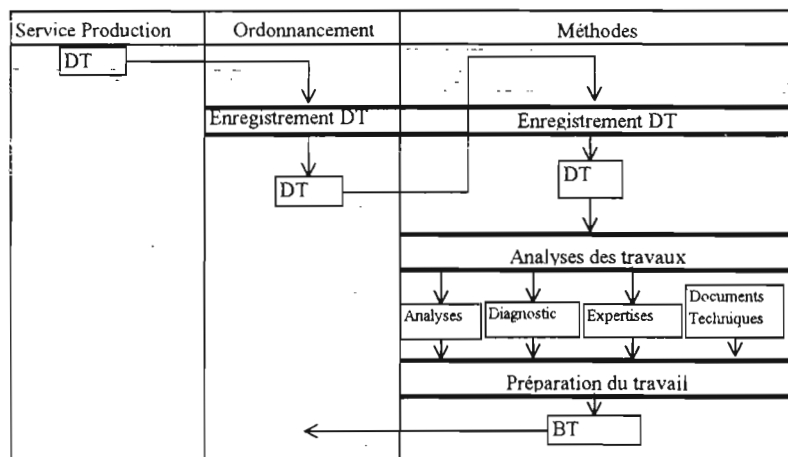 Service Production
Ordonnancement
Méthodes
DT
Enregistrement DT
Enregistrement DT
DT
DT
Analyses des travaux
Analyses
Diagnostic
Expertises
Documents
Techniques
Préparation du travail
BT